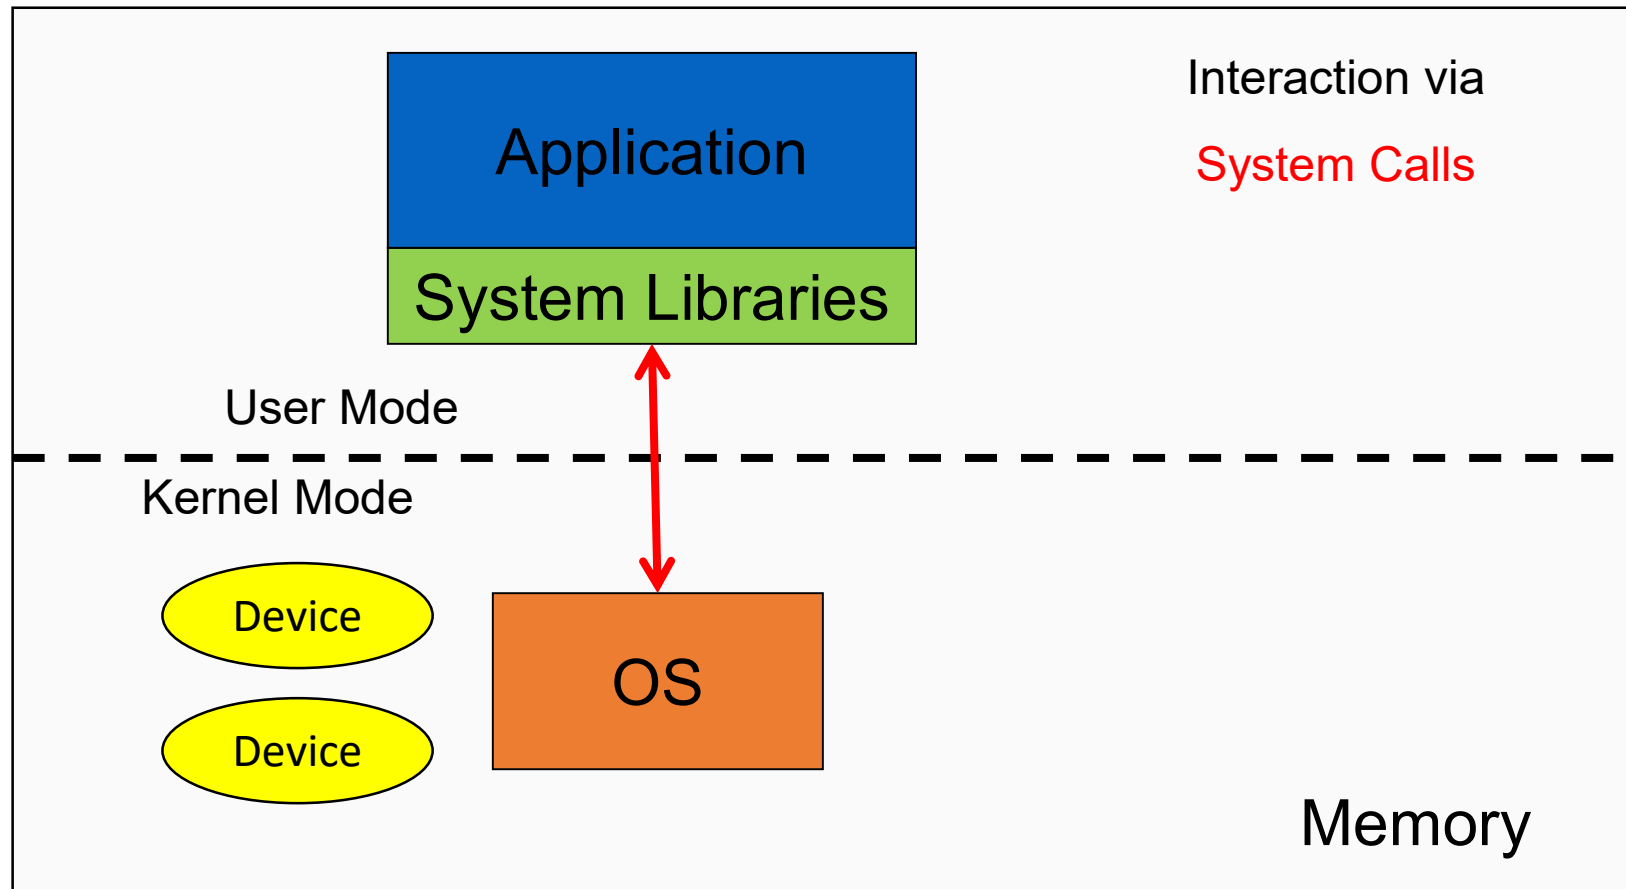 Application
System Libraries
Interaction via
System Calls
User Mode
Kernel Mode
Device
Device
OS
Memory